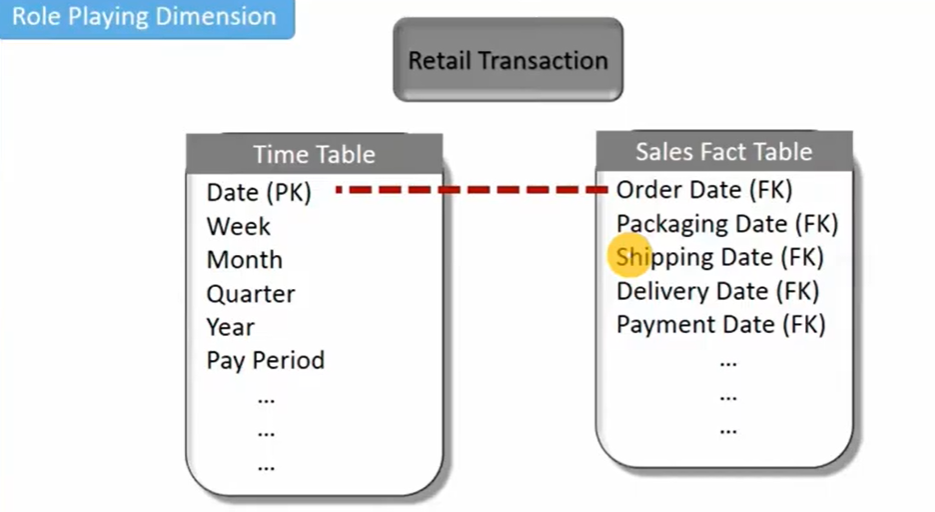 Role Playing Dimension
Retail Transaction
Time Table
Date (PK)
Week
Month
Quarter
Year
Pay Period
...
...
...
Sales Fact Table
Order Date (FK)
Packaging Date (FK)
Shipping Date (FK)
Delivery Date (FK)
Payment Date (FK)
...
...
...